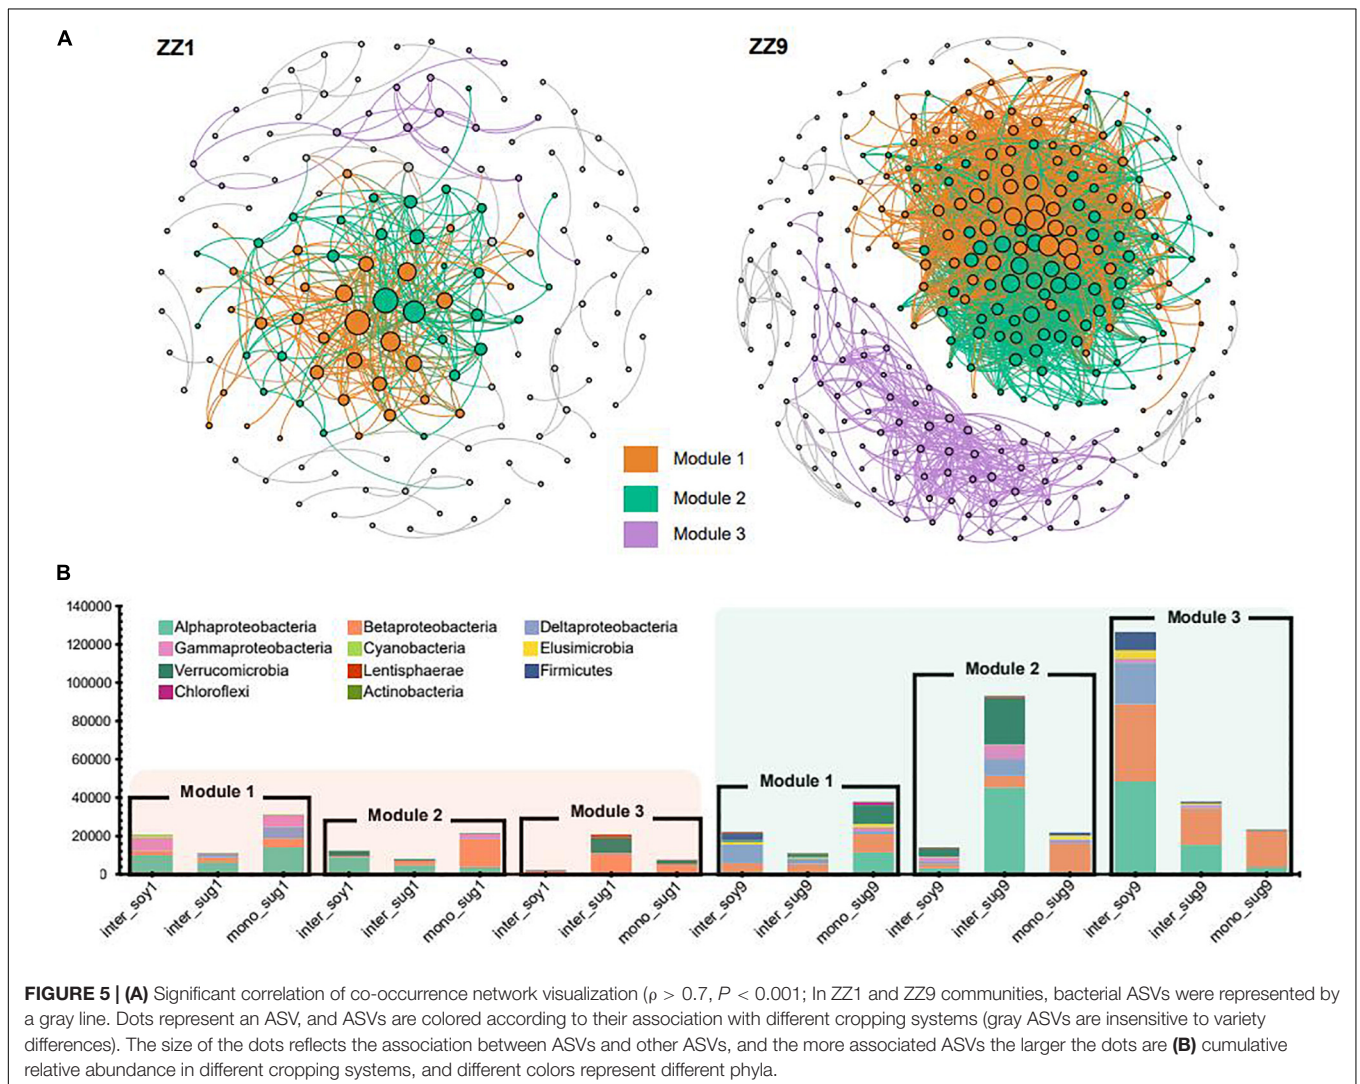 A
ZZ1
ZZ9
Module 1
Module 2
Module 3
B
140000
120000
100000
80000
60000
40000
20000
0
Alphaproteobacteria
Betaproteobacteria
Deltaproteobacteria
Gammaproteobacteria
Cyanobacteria
Elusimicrobia
Verrucomicrobia
Lentisphaerae
Firmicutes
Chloroflexi
Actinobacteria
Module 1
Module 2
Module 3
Module 1
Module 2
Module 3
inter_soy1
inter_sug1
mono_sug1
inter_soy1
inter_sug1
mono_sug1
inter_soy1
inter_sug1
mono_sug1
inter_soy9
inter_sug9
mono_sug9
inter_soy9
inter_sug9
mono_sug9
inter_soy9
inter_sug9
mono_sug9
FIGURE 5 | (A) Significant correlation of co-occurrence network visualization (ρ > 0.7, P < 0.001; In ZZ1 and ZZ9 communities, bacterial ASVs were represented by
a gray line. Dots represent an ASV, and ASVs are colored according to their association with different cropping systems (gray ASVs are insensitive to variety
differences). The size of the dots reflects the association between ASVs and other ASVs, and the more associated ASVs the larger the dots are (B) cumulative
relative abundance in different cropping systems, and different colors represent different phyla.